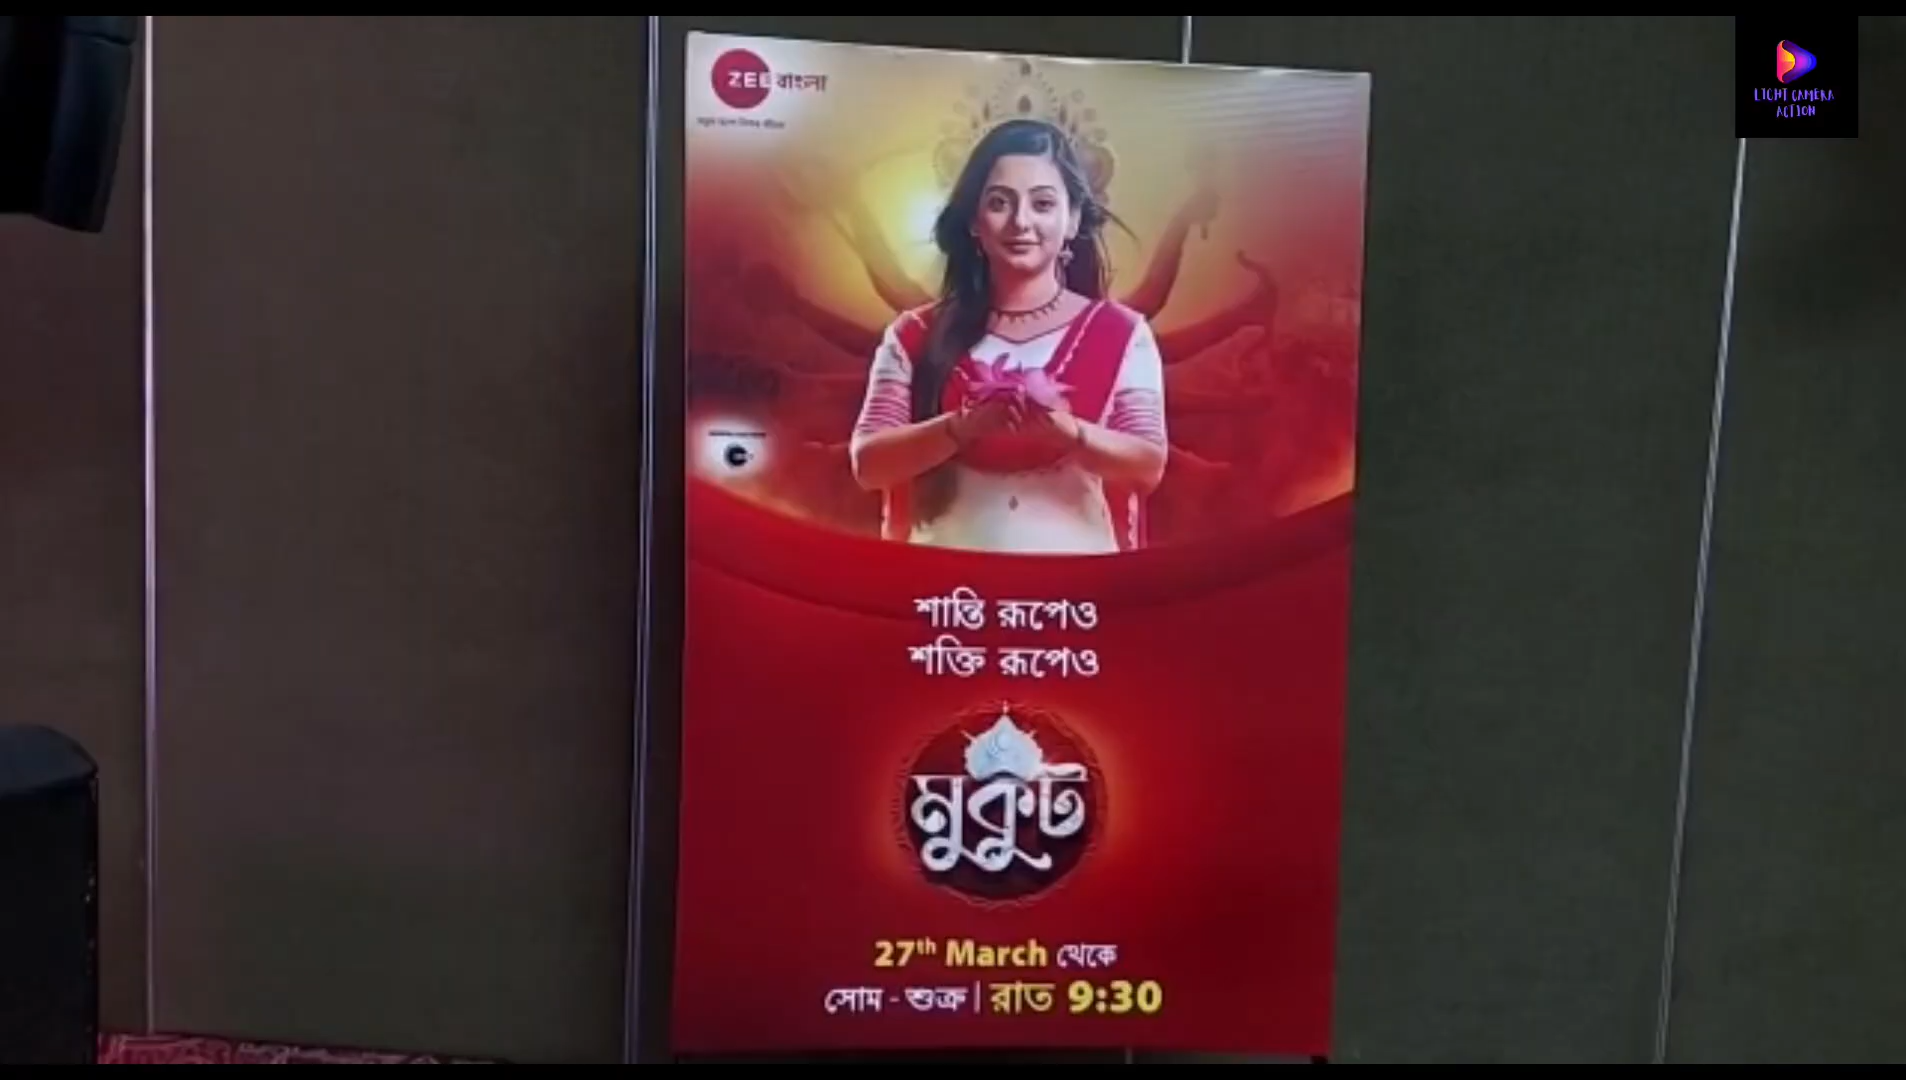 ZEE বাংলা
LIGHT CAMERA
ACTION
শান্তি রূপেও
শক্তি রূপেও
মুকুট
27th March থেকে
সোম - শুক্র | রাত 9:30